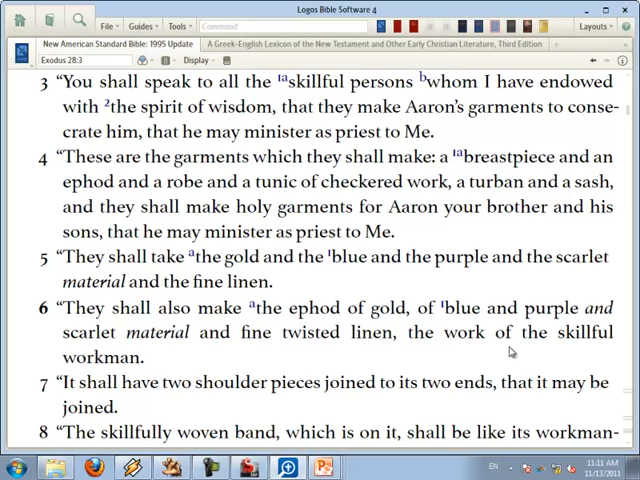 Logos Bible Software 4
File
Guides
Tools
Command
Layouts
New American Standard Bible: 1995 Update
A Greek-English Lexicon of the New Testament and Other Early Christian Literature, Third Edition
Exodus 28:3
Display
3 “You shall speak to all the 1a skillful persons b whom I have endowed
with 2 the spirit of wisdom, that they make Aaron’s garments to conse-
crate him, that he may minister as priest to Me.
4 “These are the garments which they shall make: a 1a breastpiece and an
ephod and a robe and a tunic of checkered work, a turban and a sash,
and they shall make holy garments for Aaron your brother and his
sons, that he may minister as priest to Me.
5 “They shall take a the gold and the 1 blue and the purple and the scarlet
material and the fine linen.
6 “They shall also make a the ephod of gold, of 1 blue and purple and
scarlet material and fine twisted linen, the work of the skillful
workman.
7 “It shall have two shoulder pieces joined to its two ends, that it may be
joined.
8 “The skillfully woven band, which is on it, shall be like its workman-
EN
11:11 AM
11/13/2011